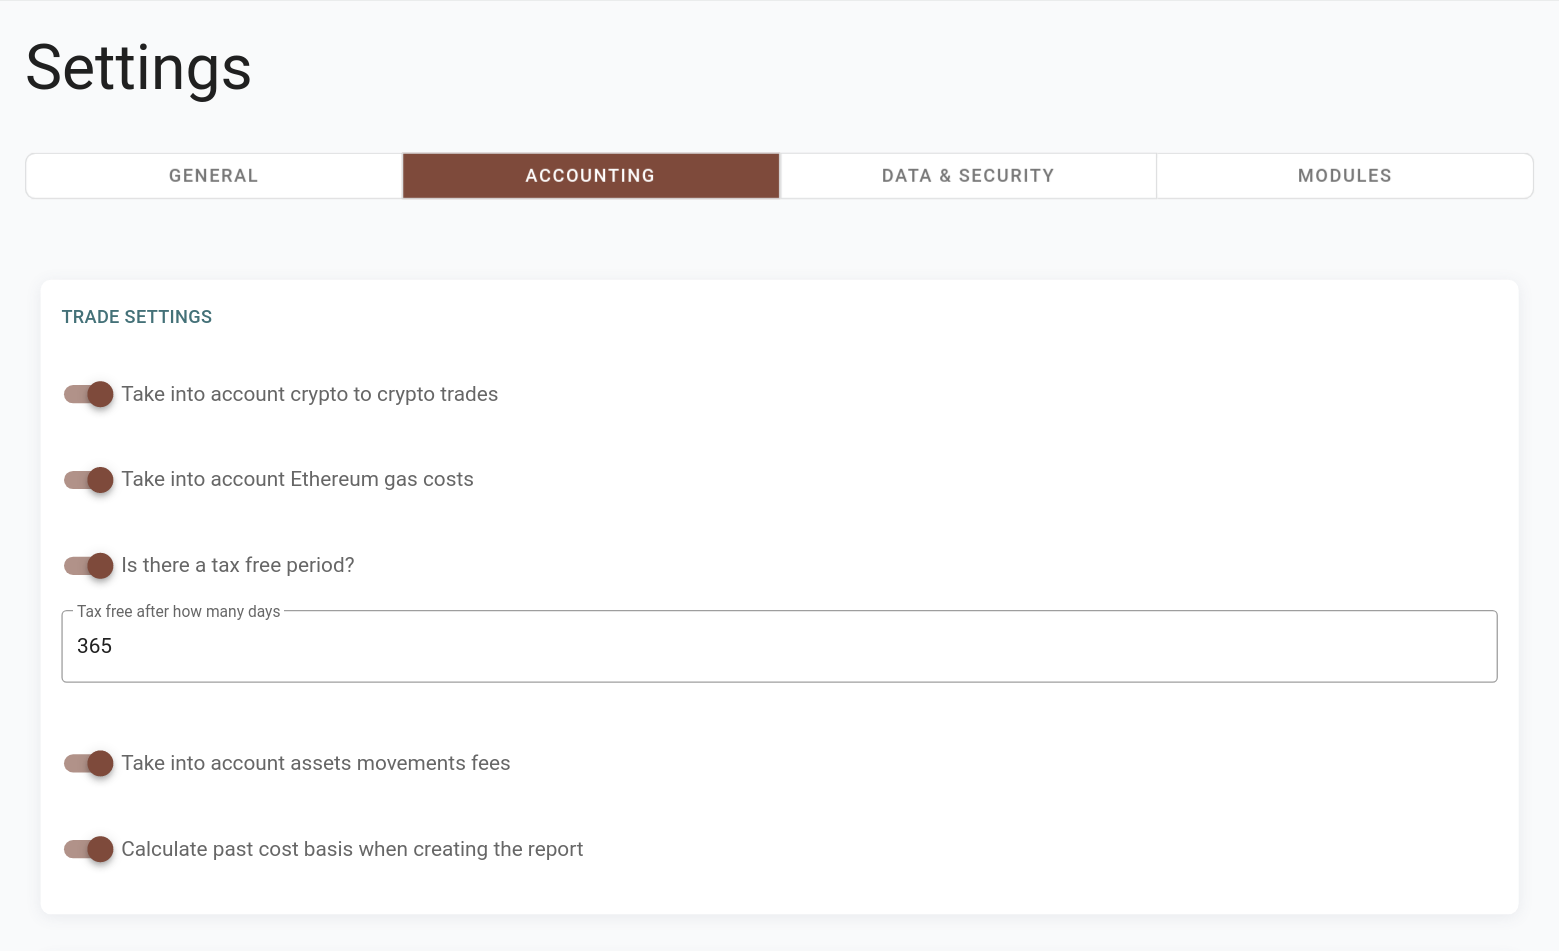 Settings
GENERAL
ACCOUNTING
DATA & SECURITY
MODULES
TRADE SETTINGS
Take into account crypto to crypto trades
Take into account Ethereum gas costs
Is there a tax free period?
Tax free after how many days
365
Take into account assets movements fees
Calculate past cost basis when creating the report